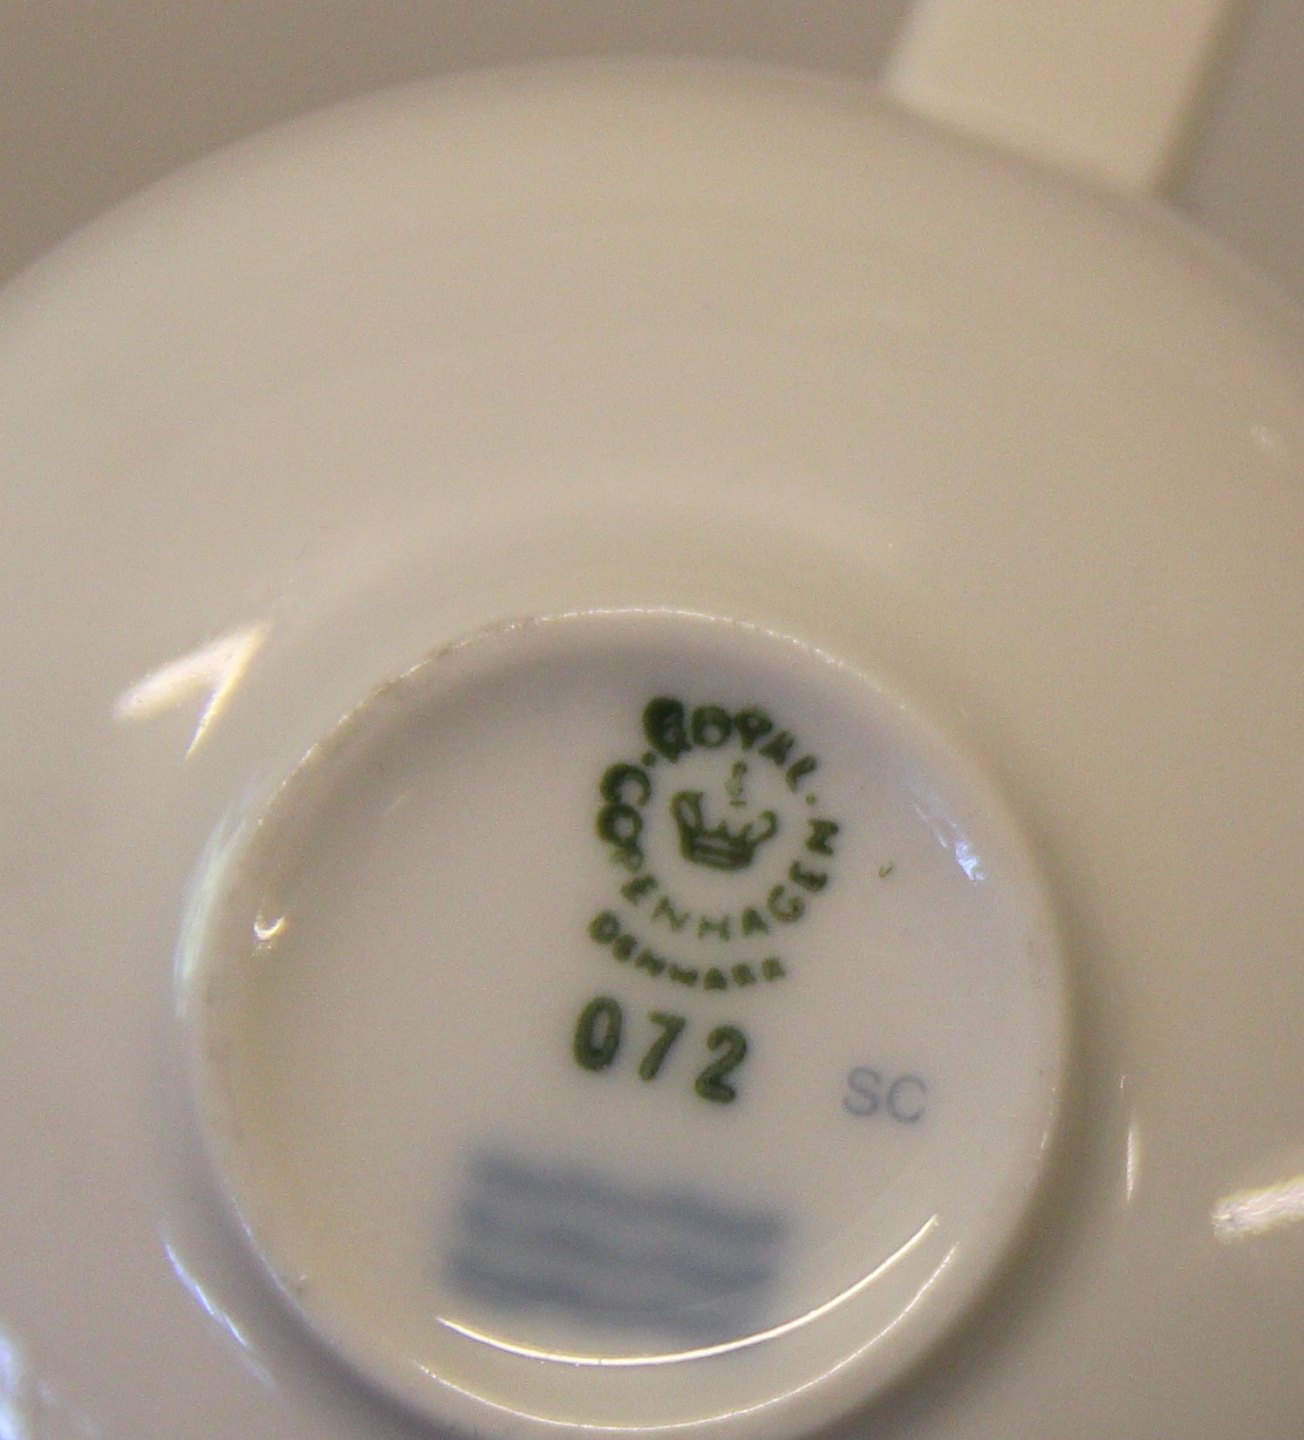 ROYAL·
COPENHAGEN
DENMARK
072
SC